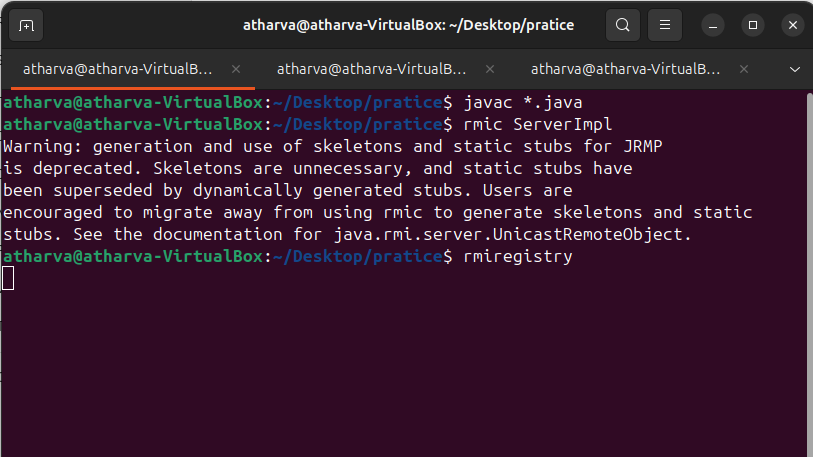 atharva@atharva-VirtualBox: ~/Desktop/pratice
atharva@atharva-VirtualB...
atharva@atharva-VirtualB...
atharva@atharva-VirtualB...
atharva@atharva-VirtualBox:~/Desktop/pratice$ javac *.java
atharva@atharva-VirtualBox:~/Desktop/pratice$ rmic ServerImpl
Warning: generation and use of skeletons and static stubs for JRMP
is deprecated. Skeletons are unnecessary, and static stubs have
been superseded by dynamically generated stubs. Users are
encouraged to migrate away from using rmic to generate skeletons and static
stubs. See the documentation for java.rmi.server.UnicastRemoteObject.
atharva@atharva-VirtualBox:~/Desktop/pratice$ rmiregistry